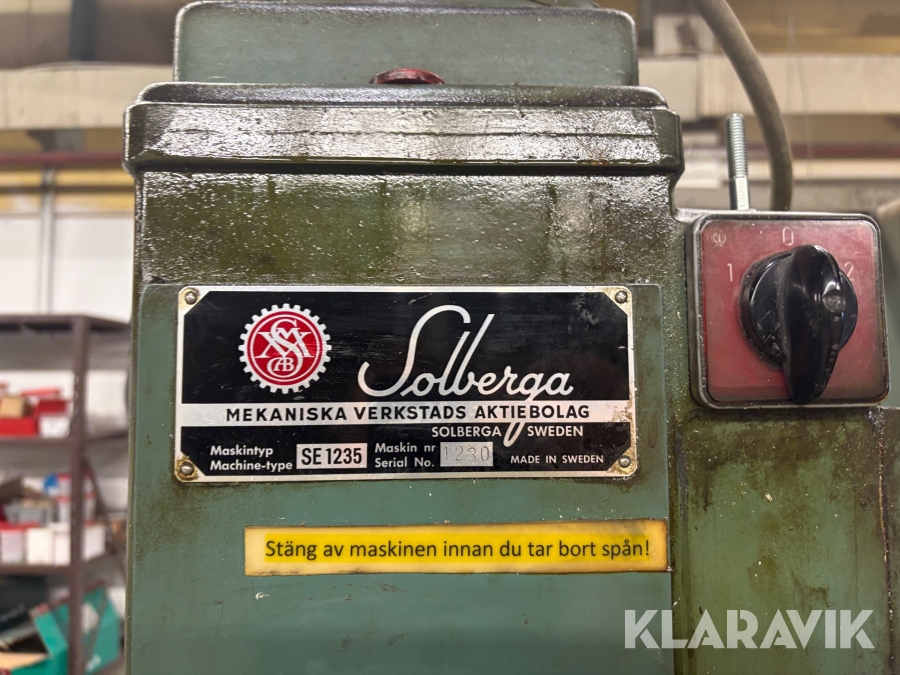 0
1 2
Solberga
MEKANISKA VERKSTADS AKTIEBOLAG
SOLBERGA SWEDEN
Maskintyp
Machine-type SE 1235
Maskin nr
Serial No. 1230
MADE IN SWEDEN
AB
Stäng av maskinen innan du tar bort spån!
KLARAVIK